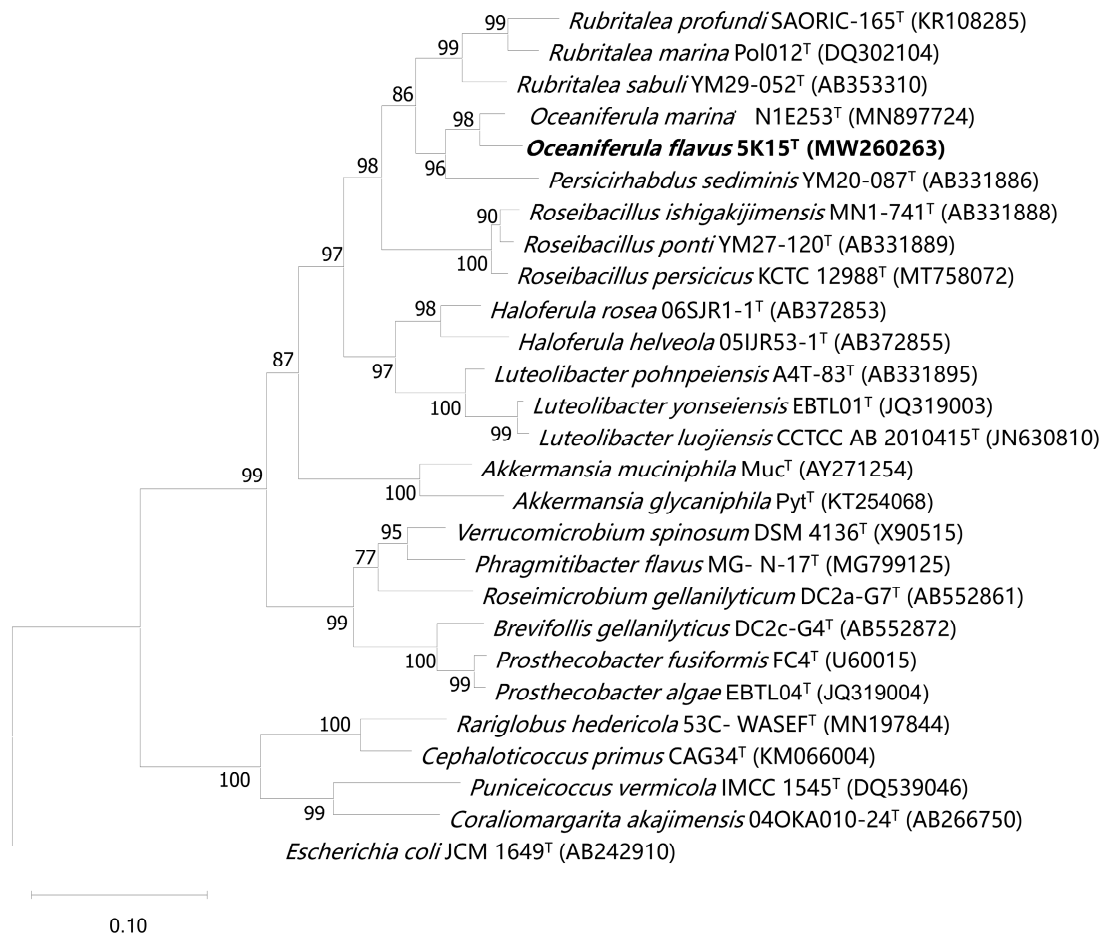 99 Rubritalea profundi SAORIC-165ᵀ (KR108285)
Rubritalea marina Pol012ᵀ (DQ302104)
99
Rubritalea sabuli YM29-052ᵀ (AB353310)
86
Oceaniferula marina N1E253ᵀ (MN897724)
98
Oceaniferula flavus 5K15ᵀ (MW260263)
98 96
Persicirhabdus sediminis YM20-087ᵀ (AB331886)
90 Roseibacillus ishigakijimensis MN1-741ᵀ (AB331888)
Roseibacillus ponti YM27-120ᵀ (AB331889)
97 100
Roseibacillus persicicus KCTC 12988ᵀ (MT758072)
98 Haloferula rosea 06SJR1-1ᵀ (AB372853)
Haloferula helveola 05IJR53-1ᵀ (AB372855)
87 97
Luteolibacter pohnpeiensis A4T-83ᵀ (AB331895)
100 Luteolibacter yonseiensis EBTL01ᵀ (JQ319003)
99 Luteolibacter luojiensis CCTCC AB 2010415ᵀ (JN630810)
99 Akkermansia muciniphila Mucᵀ (AY271254)
100 Akkermansia glycaniphila Pytᵀ (KT254068)
95 Verrucomicrobium spinosum DSM 4136ᵀ (X90515)
77 Phragmitibacter flavus MG- N-17ᵀ (MG799125)
Roseimicrobium gellanilyticum DC2a-G7ᵀ (AB552861)
99 Brevifollis gellanilyticus DC2c-G4ᵀ (AB552872)
100 Prosthecobacter fusiformis FC4ᵀ (U60015)
99 Prosthecobacter algae EBTL04ᵀ (JQ319004)
100 Rariglobus hedericola 53C- WASEFᵀ (MN197844)
Cephaloticoccus primus CAG34ᵀ (KM066004)
100 Puniceicoccus vermicola IMCC 1545ᵀ (DQ539046)
99 Coraliomargarita akajimensis 04OKA010-24ᵀ (AB266750)
Escherichia coli JCM 1649ᵀ (AB242910)
0.10